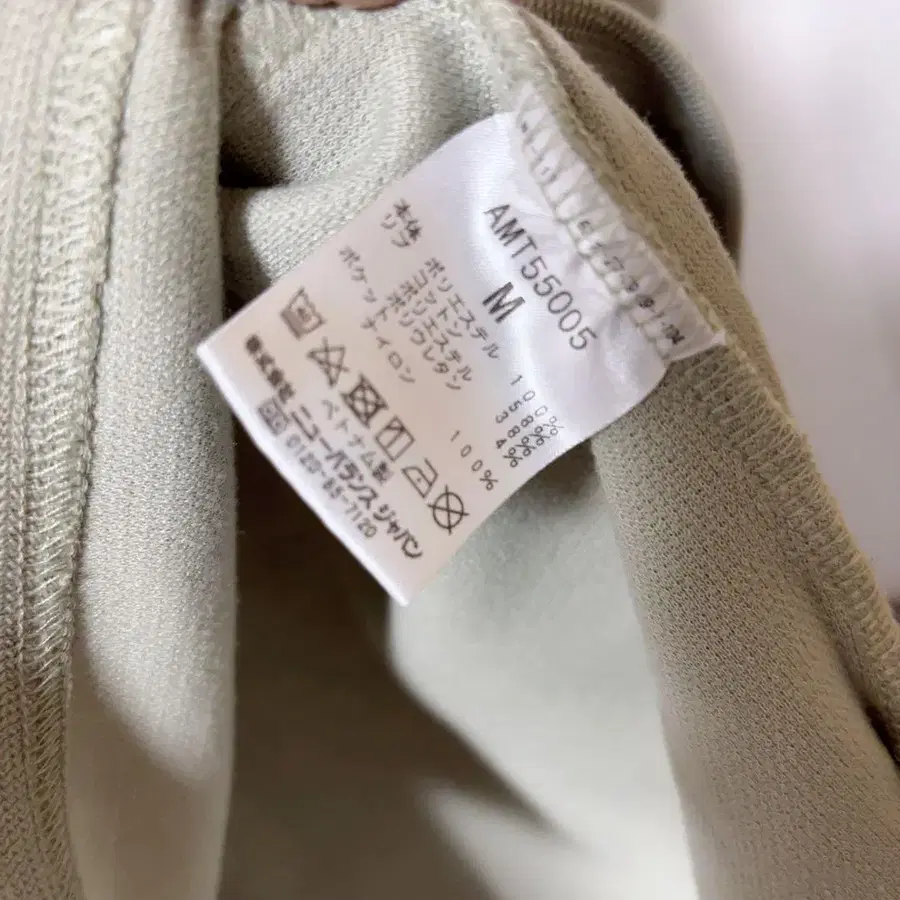 AMT55005
M
本体 ポリエステル 100%
リブ コットン 58%
ポリエステル 38%
ポリウレタン 4%
ポケット ナイロン 100%
40
ベトナム製
株式会社 ニューバランス ジャパン